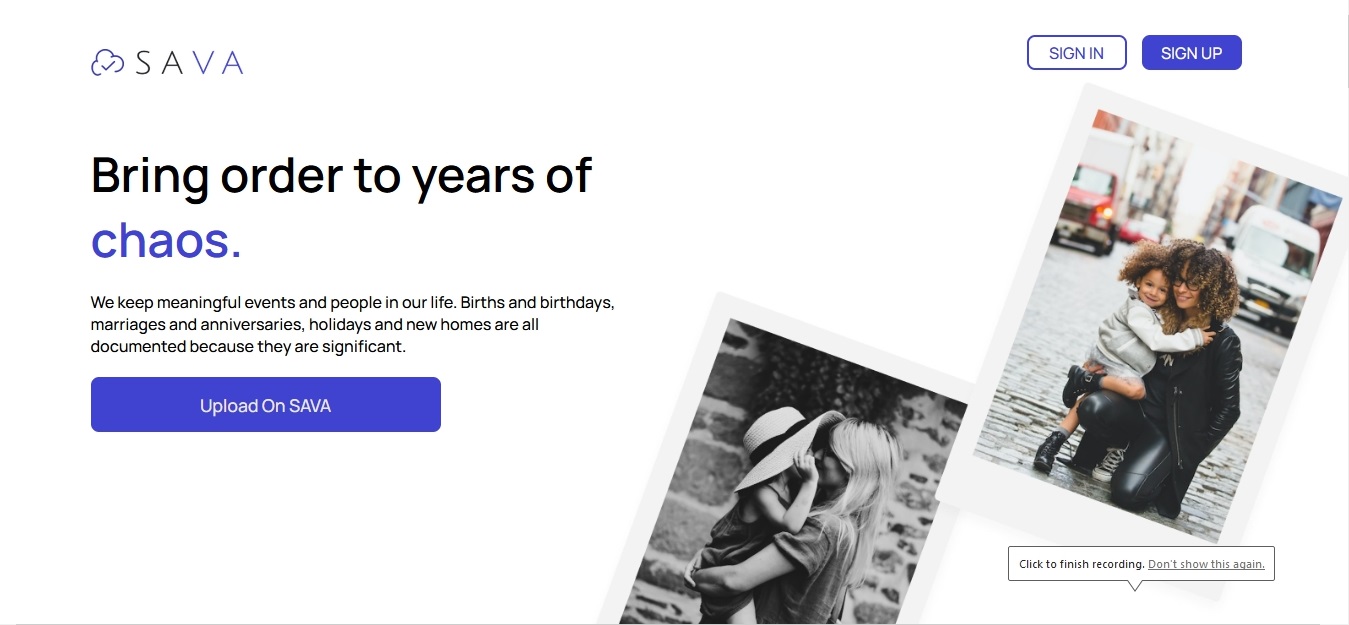 SAVA
SIGN IN
SIGN UP
Bring order to years of
chaos.
We keep meaningful events and people in our life. Births and birthdays,
marriages and anniversaries, holidays and new homes are all
documented because they are significant.
Upload On SAVA
Click to finish recording. Don't show this again.